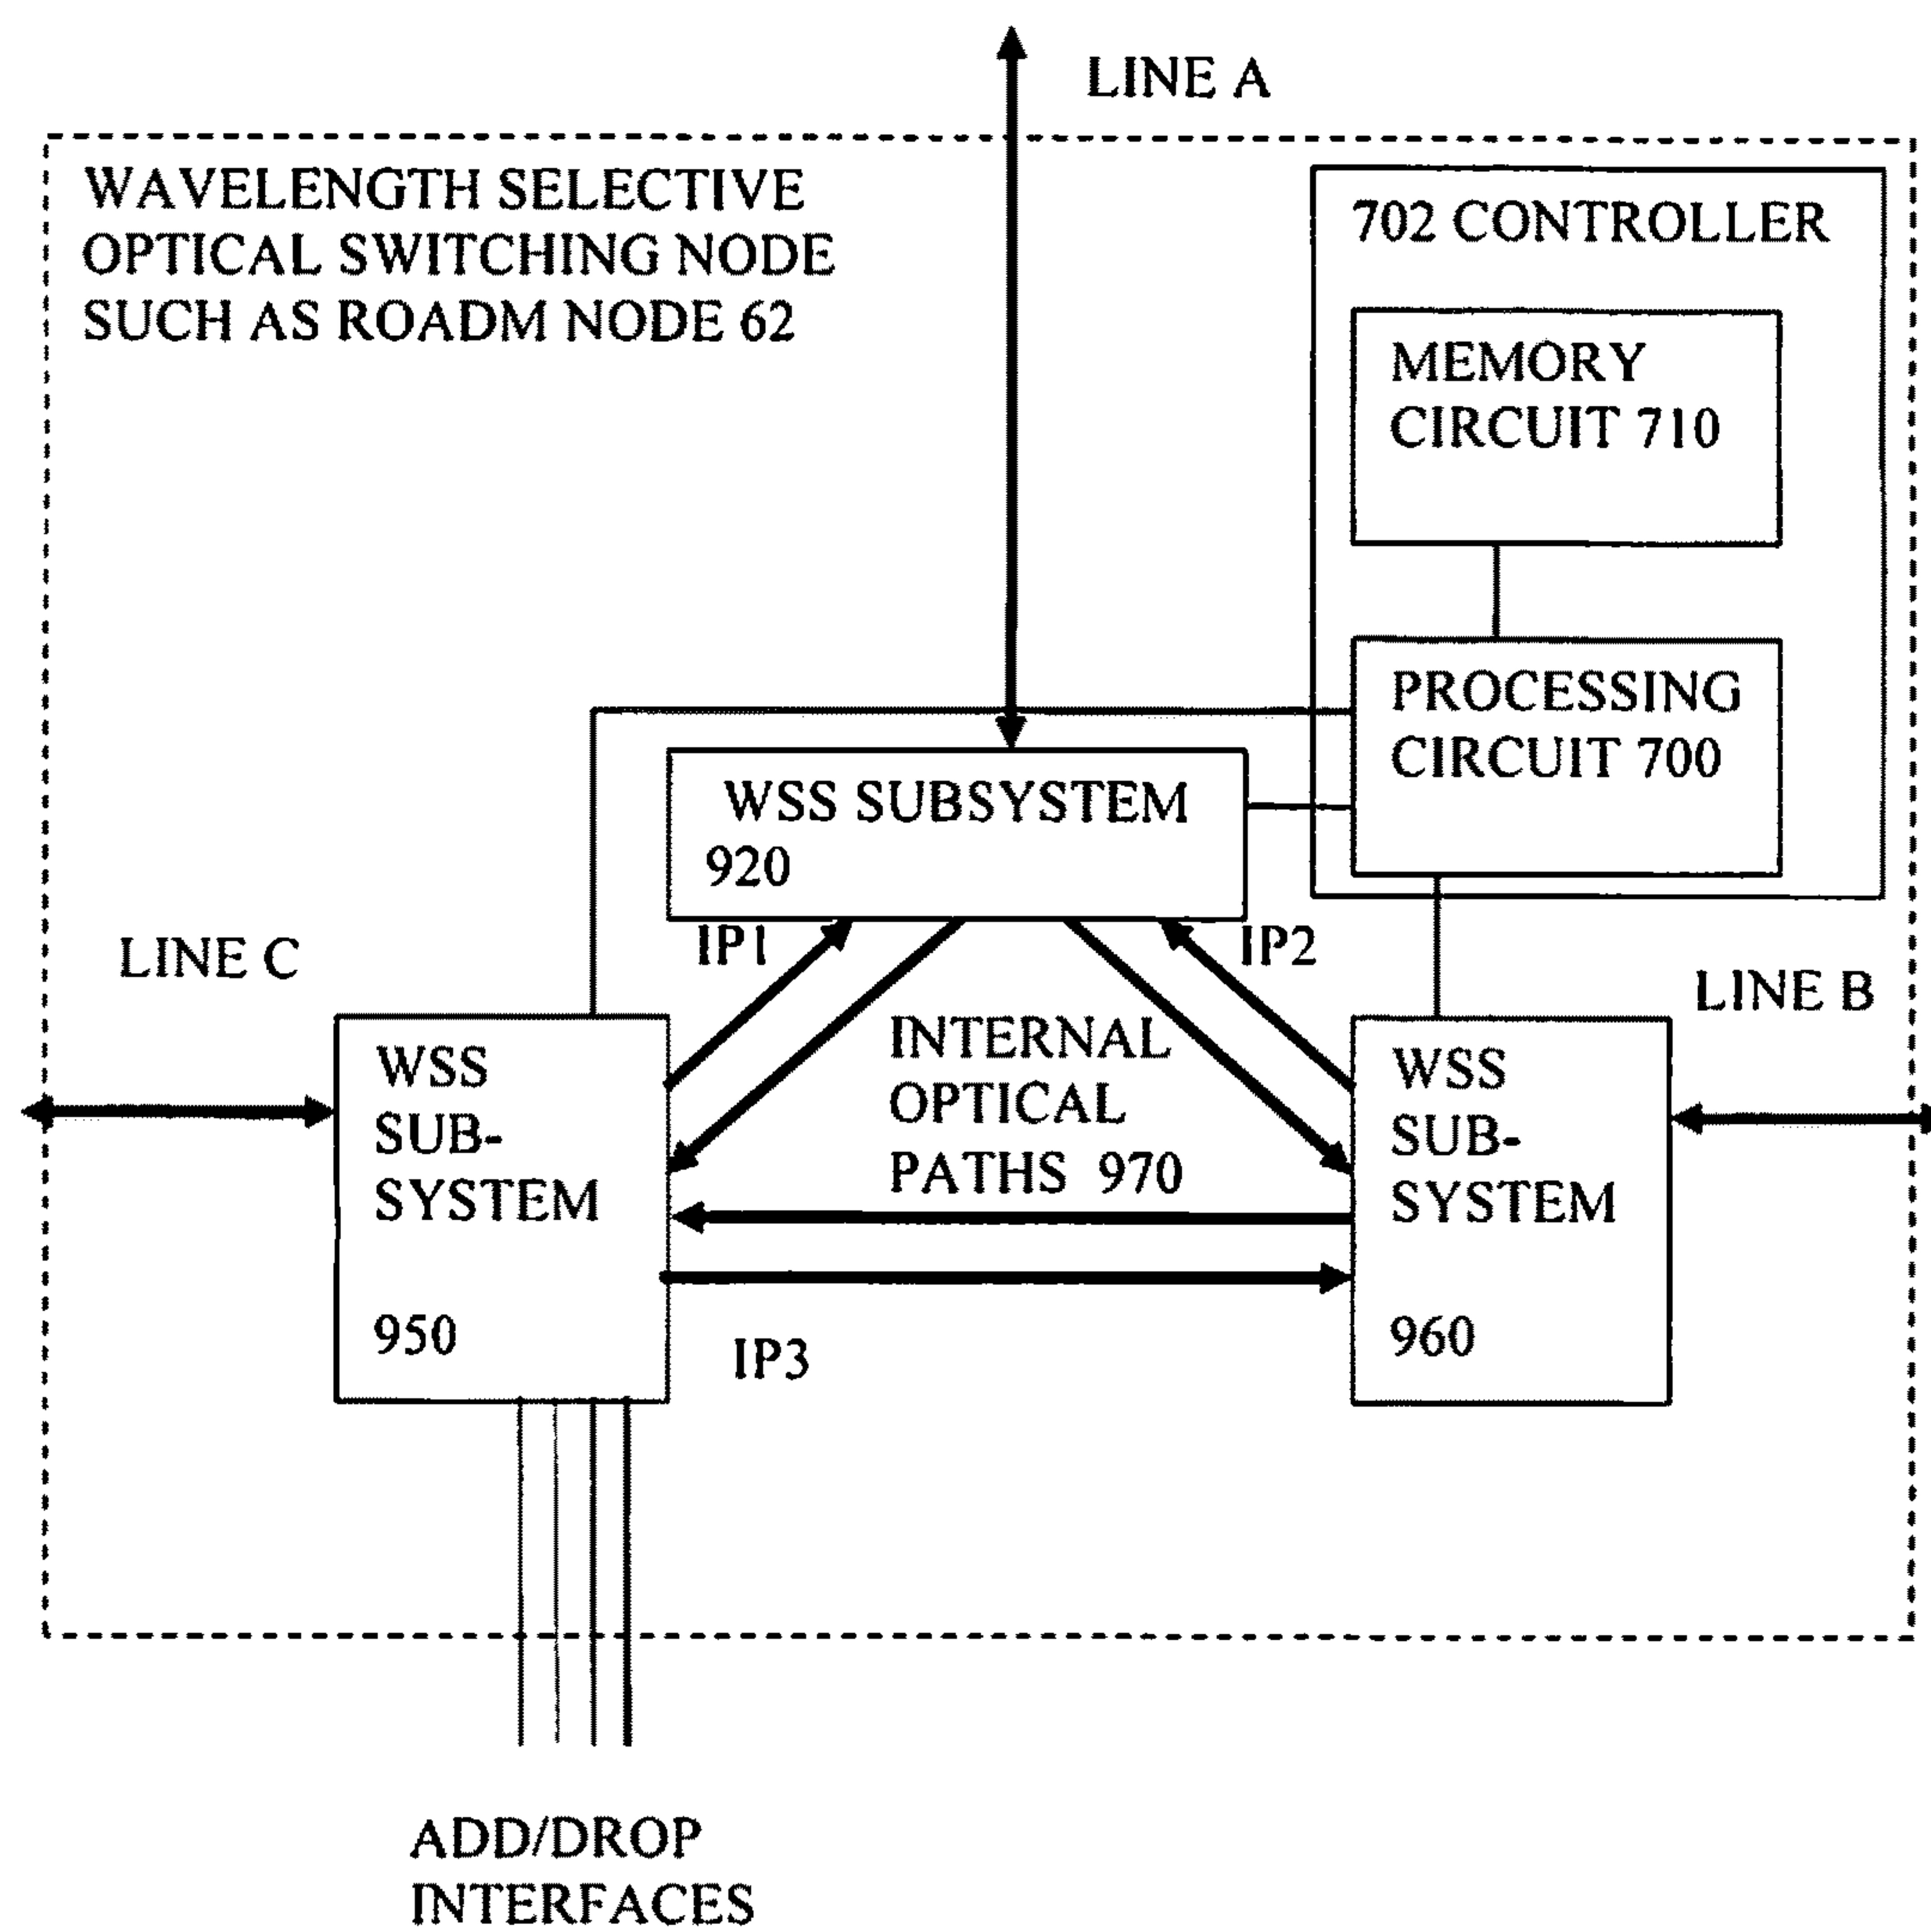 LINE A
WAVELENGTH SELECTIVE
OPTICAL SWITCHING NODE
SUCH AS ROADM NODE 62
702 CONTROLLER
MEMORY
CIRCUIT 710
PROCESSING
CIRCUIT 700
WSS SUBSYSTEM
920
IP1
IP2
LINE C
LINE B
INTERNAL
OPTICAL
PATHS 970
WSS
SUB-
SYSTEM
950
WSS
SUB-
SYSTEM
960
IP3
ADD/DROP
INTERFACES